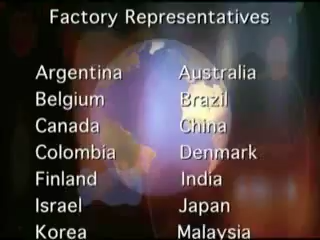 Factory Representatives
Argentina Australia
Belgium Brazil
Canada China
Colombia Denmark
Finland India
Israel Japan
Korea Malaysia